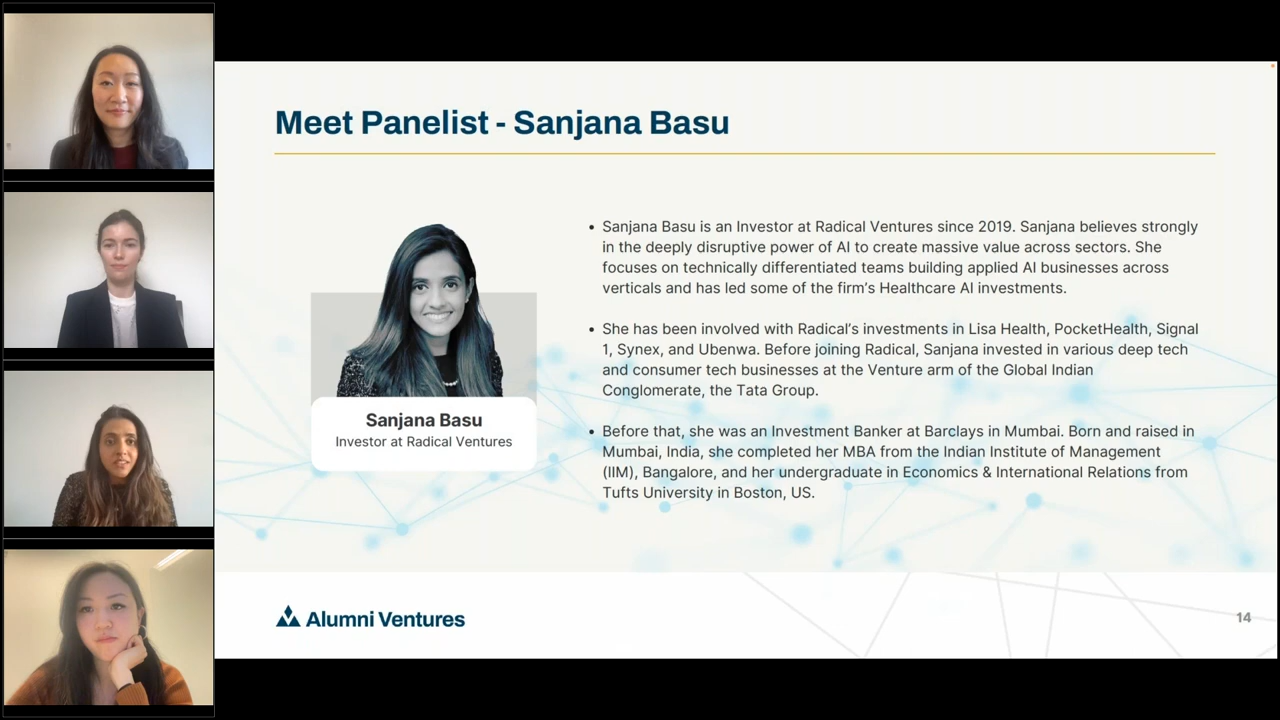 Meet Panelist - Sanjana Basu
Sanjana Basu
Investor at Radical Ventures
• Sanjana Basu is an Investor at Radical Ventures since 2019. Sanjana believes strongly
in the deeply disruptive power of AI to create massive value across sectors. She
focuses on technically differentiated teams building applied AI businesses across
verticals and has led some of the firm's Healthcare AI investments.
• She has been involved with Radical's investments in Lisa Health, PocketHealth, Signal
1, Synex, and Ubenwa. Before joining Radical, Sanjana invested in various deep tech
and consumer tech businesses at the Venture arm of the Global Indian
Conglomerate, the Tata Group.
• Before that, she was an Investment Banker at Barclays in Mumbai. Born and raised in
Mumbai, India, she completed her MBA from the Indian Institute of Management
(IIM), Bangalore, and her undergraduate in Economics & International Relations from
Tufts University in Boston, US.
Alumni Ventures
14